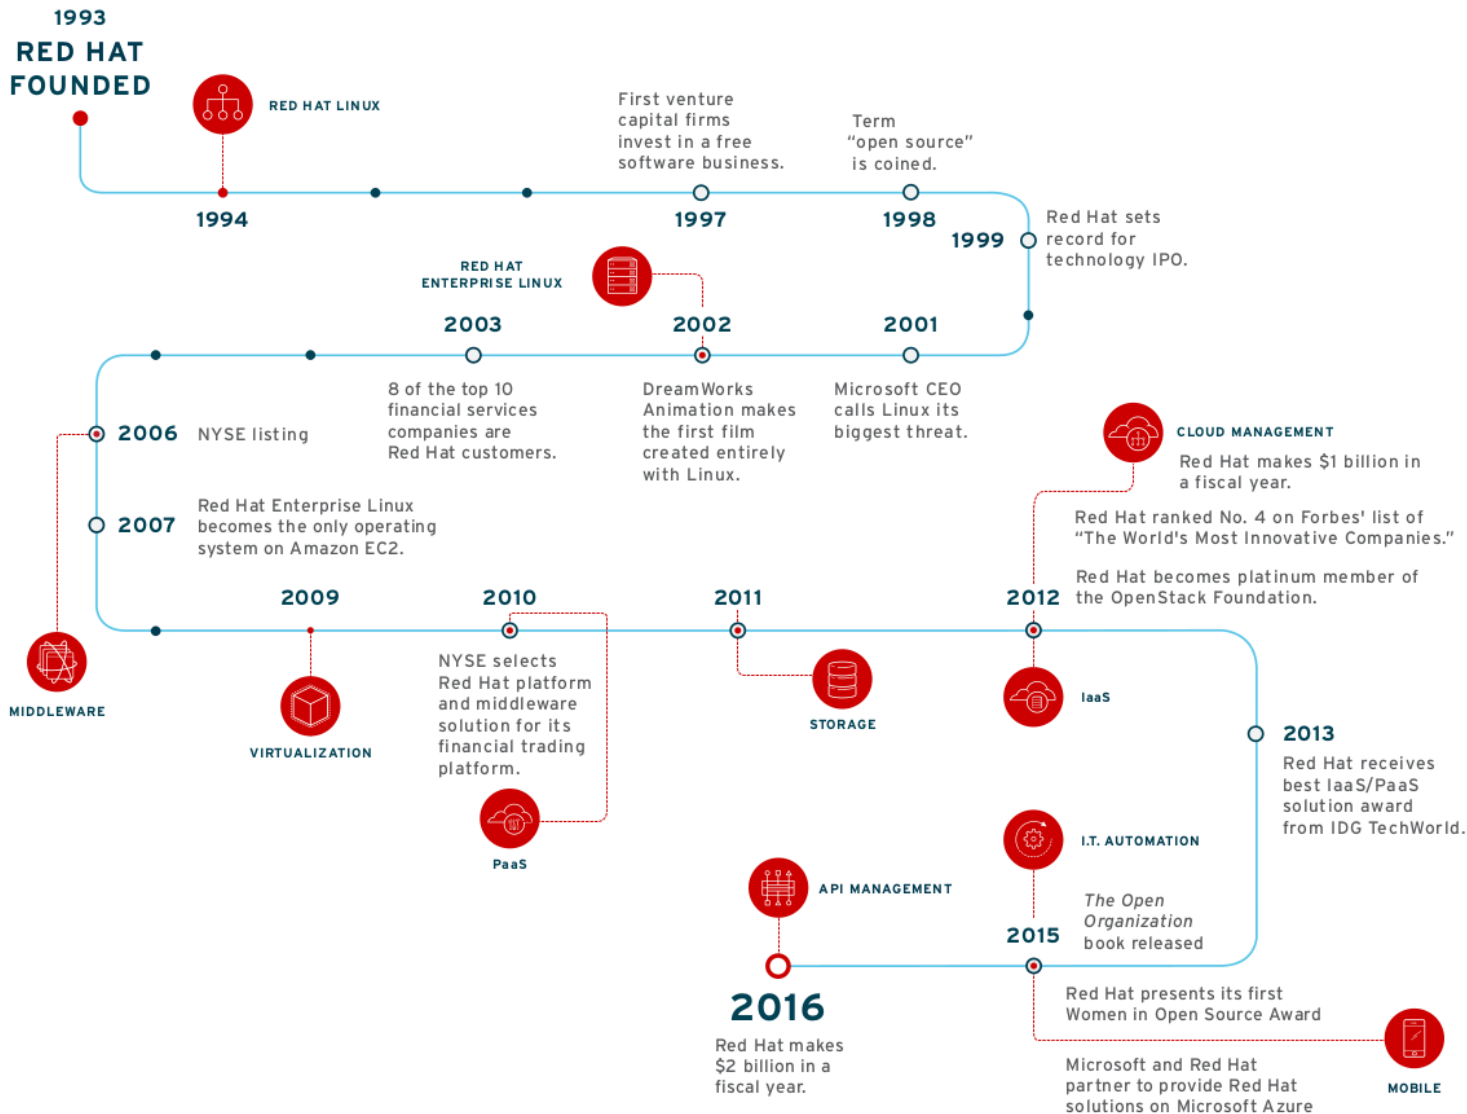 1993
RED HAT
FOUNDED
RED HAT LINUX
1994
First venture
capital firms
invest in a free
software business.
1997
Term
“open source”
is coined.
1998
1999
Red Hat sets
record for
technology IPO.
RED HAT
ENTERPRISE LINUX
2003
8 of the top 10
financial services
companies are
Red Hat customers.
2002
DreamWorks
Animation makes
the first film
created entirely
with Linux.
2001
Microsoft CEO
calls Linux its
biggest threat.
2006
NYSE listing
MIDDLEWARE
2007
Red Hat Enterprise Linux
becomes the only operating
system on Amazon EC2.
2009
VIRTUALIZATION
2010
NYSE selects
Red Hat platform
and middleware
solution for its
financial trading
platform.
PaaS
2011
STORAGE
CLOUD MANAGEMENT
Red Hat makes $1 billion in
a fiscal year.
Red Hat ranked No. 4 on Forbes' list of
“The World's Most Innovative Companies.”
2012
Red Hat becomes platinum member of
the OpenStack Foundation.
IaaS
2013
Red Hat receives
best IaaS/PaaS
solution award
from IDG TechWorld.
I.T. AUTOMATION
The Open
Organization
book released
2015
Red Hat presents its first
Women in Open Source Award
Microsoft and Red Hat
partner to provide Red Hat
solutions on Microsoft Azure
MOBILE
API MANAGEMENT
2016
Red Hat makes
$2 billion in a
fiscal year.